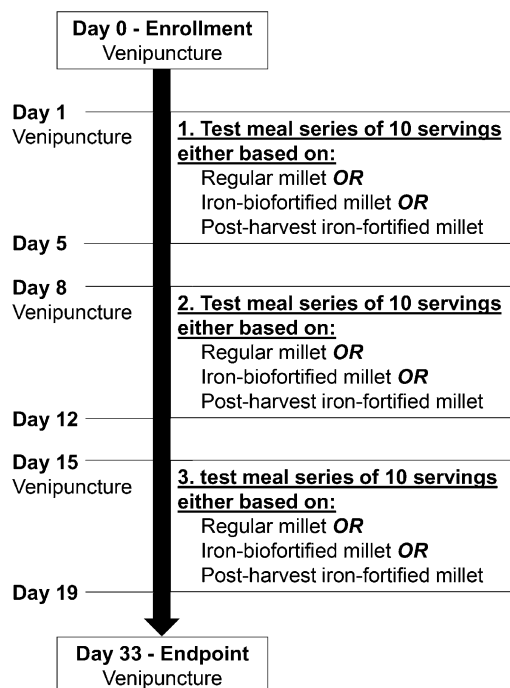 Day 0 - Enrollment
Venipuncture
Day 1
Venipuncture
1. Test meal series of 10 servings
either based on:
Regular millet OR
Iron-biofortified millet OR
Post-harvest iron-fortified millet
Day 5
Day 8
Venipuncture
2. Test meal series of 10 servings
either based on:
Regular millet OR
Iron-biofortified millet OR
Post-harvest iron-fortified millet
Day 12
Day 15
Venipuncture
3. test meal series of 10 servings
either based on:
Regular millet OR
Iron-biofortified millet OR
Post-harvest iron-fortified millet
Day 19
Day 33 - Endpoint
Venipuncture